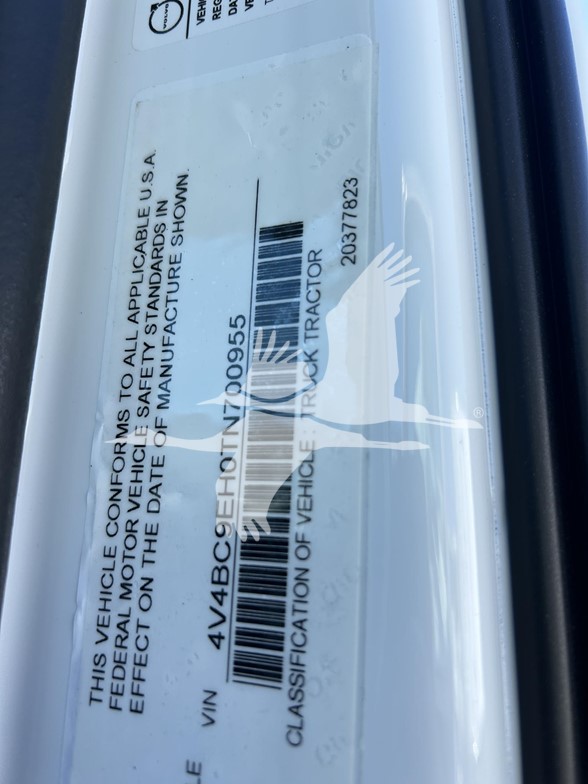 VOLVO
THIS VEHICLE CONFORMS TO ALL APPLICABLE U.S.A.
FEDERAL MOTOR VEHICLE SAFETY STANDARDS IN
EFFECT ON THE DATE OF MANUFACTURE SHOWN.
VIN 4V4BC9EH0TN700955
CLASSIFICATION OF VEHICLE : TRUCK TRACTOR
20377823
®